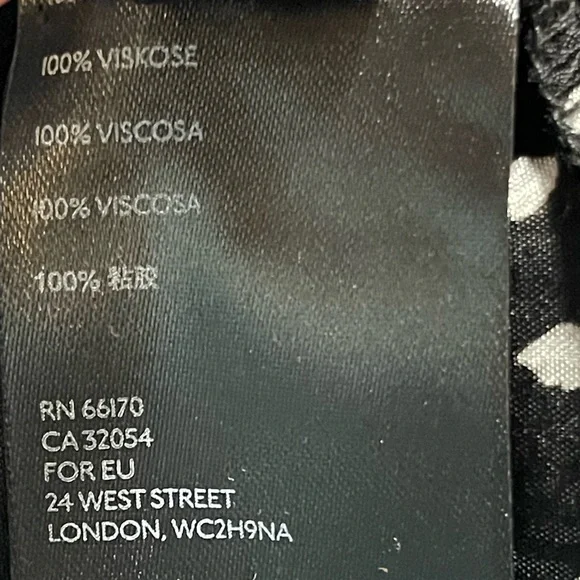 100% VISKOSE
100% VISCOSA
100% VISCOSA
100% 粘胶
RN 66170
CA 32054
FOR EU
24 WEST STREET
LONDON, WC2H9NA